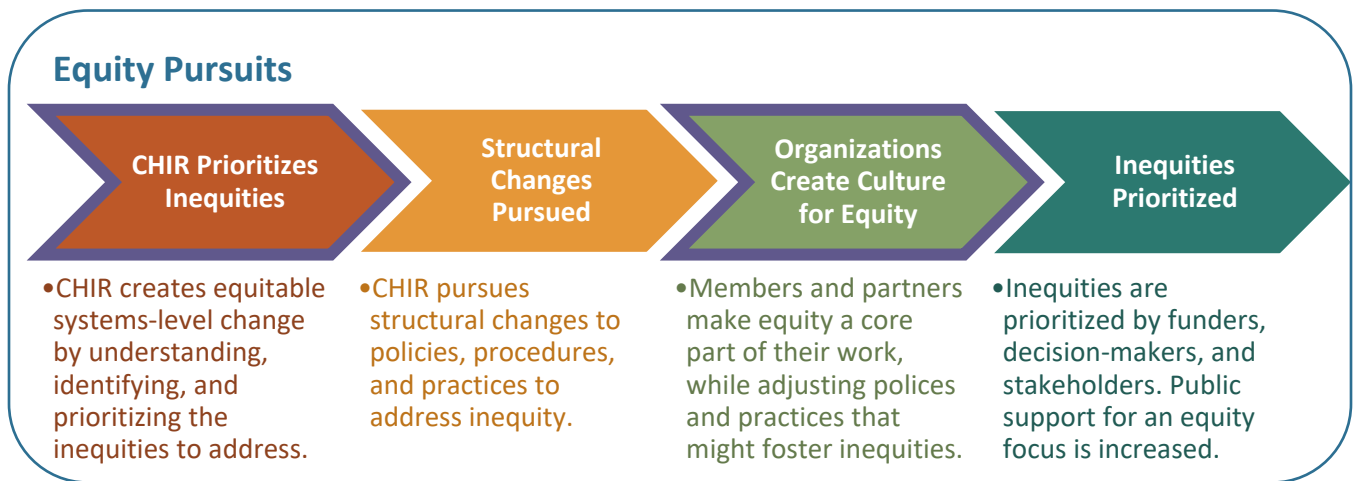 Equity Pursuits
CHIR Prioritizes
Inequities
Structural
Changes
Pursued
Organizations
Create Culture
for Equity
Inequities
Prioritized
•CHIR creates equitable
systems-level change
by understanding,
identifying, and
prioritizing the
inequities to address.
•CHIR pursues
structural changes to
policies, procedures,
and practices to
address inequity.
•Members and partners
make equity a core
part of their work,
while adjusting polices
and practices that
might foster inequities.
•Inequities are
prioritized by funders,
decision-makers, and
stakeholders. Public
support for an equity
focus is increased.